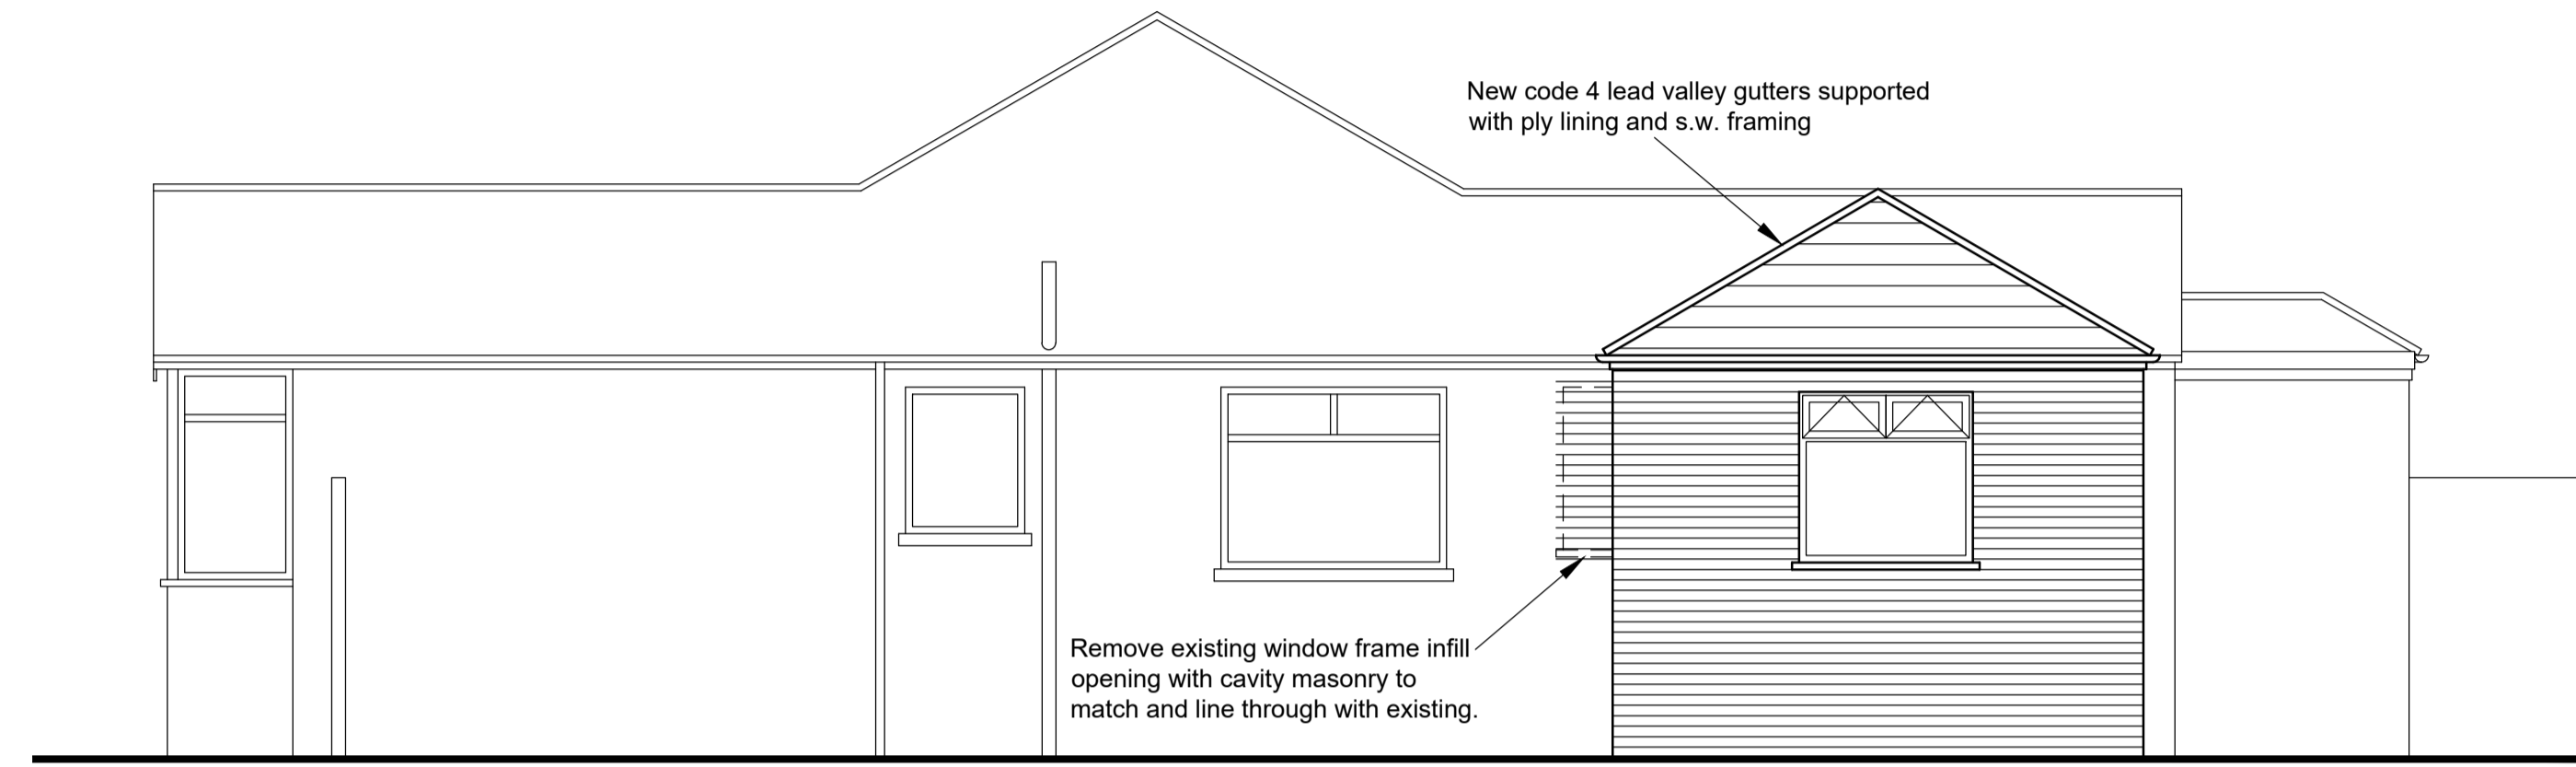 New code 4 lead valley gutters supported
with ply lining and s.w. framing
Remove existing window frame infill
opening with cavity masonry to
match and line through with existing.